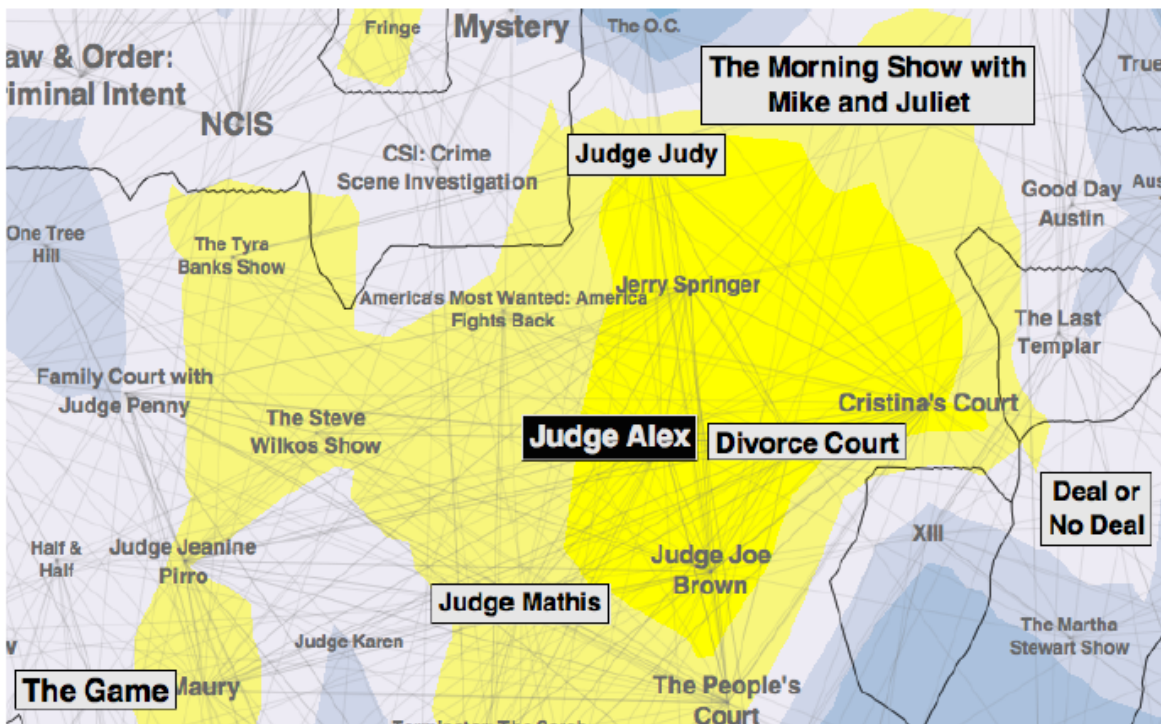 Fringe
Mystery
The O.C.
aw & Order:
riminal Intent
The Morning Show with
Mike and Juliet
True
NCIS
CSI: Crime
Scene Investigation
Judge Judy
Good Day
Austin
Aus
One Tree
Hill
The Tyra
Banks Show
Jerry Springer
America's Most Wanted: America
Fights Back
The Last
Templar
Family Court with
Judge Penny
The Steve
Wilkos Show
Cristina's Court
Judge Alex
Divorce Court
Deal or
No Deal
XIII
Half &
Half
Judge Jeanine
Pirro
Judge Joe
Brown
Judge Mathis
Judge Karen
The Martha
Stewart Show
w
The Game
Maury
The People's
Court